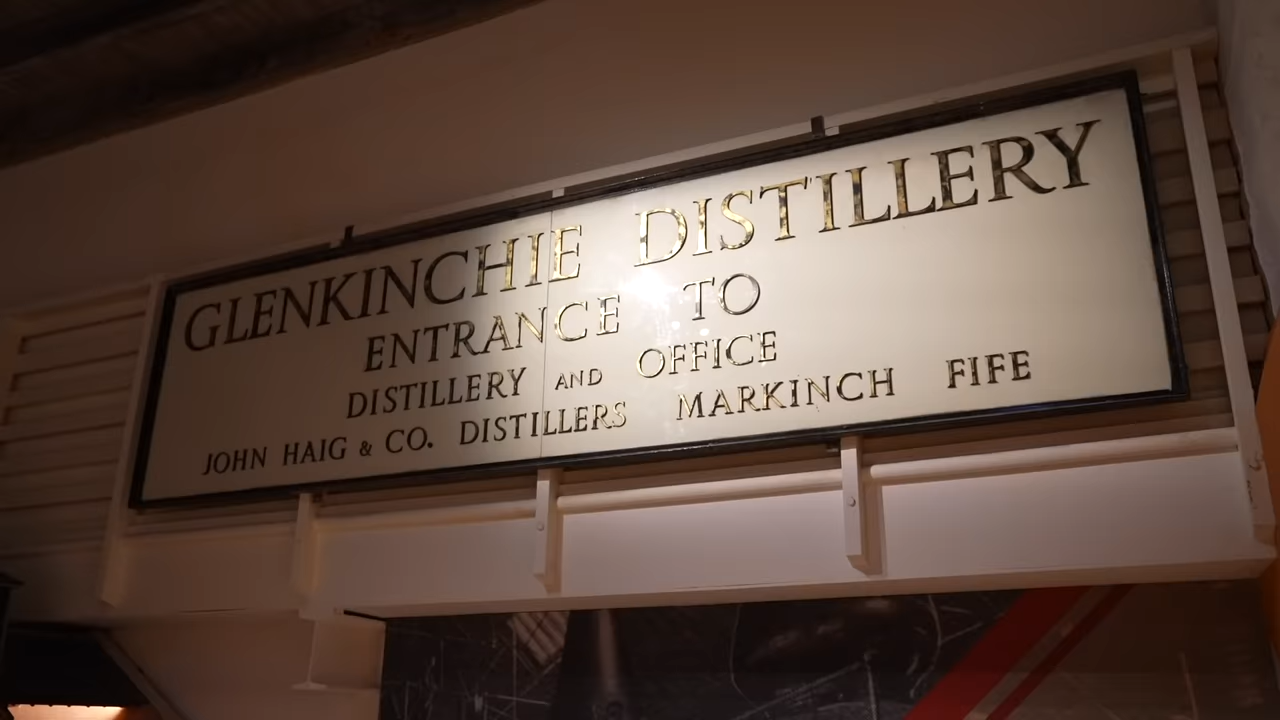 GLENKINCHIE DISTILLERY
ENTRANCE TO
DISTILLERY AND OFFICE
JOHN HAIG & CO. DISTILLERS MARKINCH FIFE